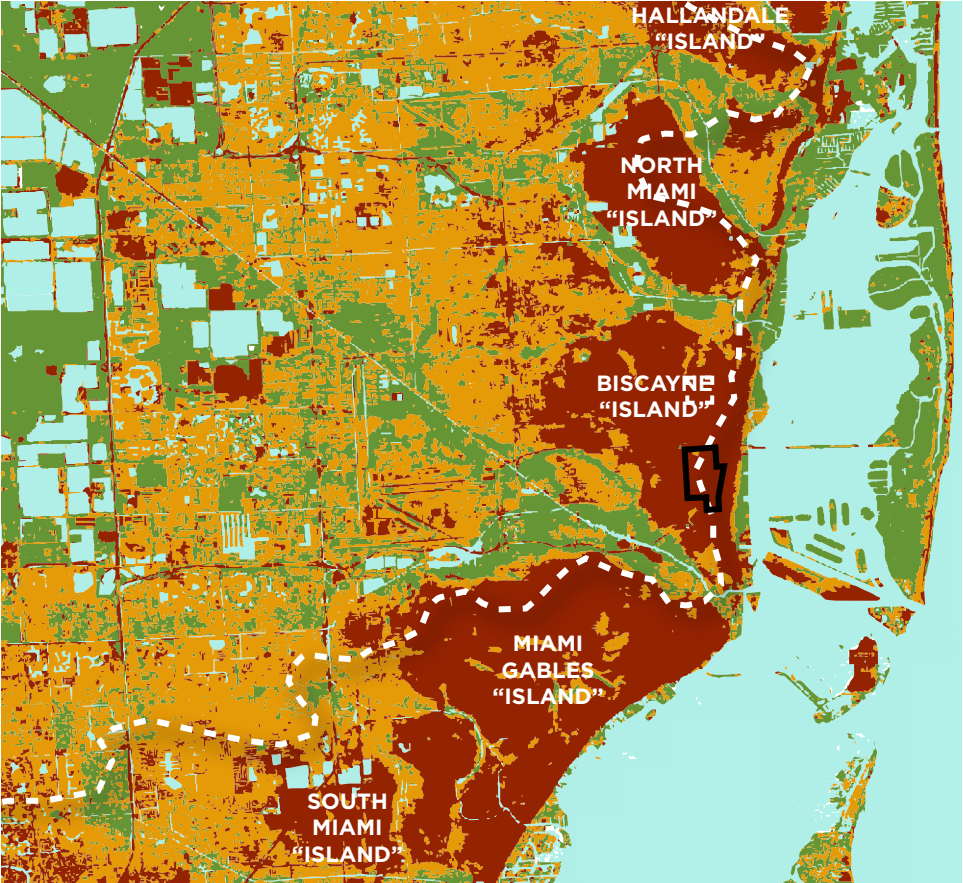 HALLANDALE
“ISLAND”
NORTH
MIAMI
“ISLAND”
BISCAYNE
“ISLAND”
MIAMI
GABLES
“ISLAND”
SOUTH
MIAMI
“ISLAND”